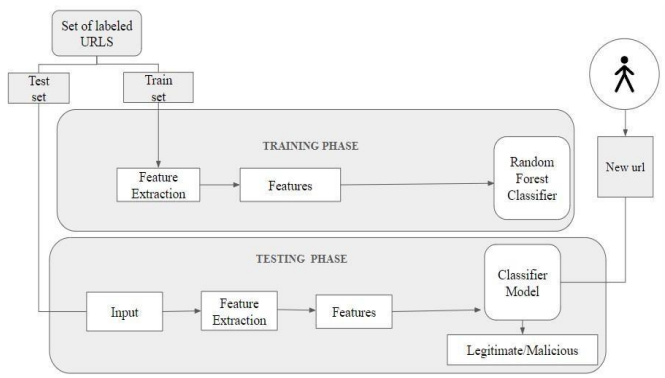 Set of labeled
URLS
Test
set
Train
set
TRAINING PHASE
Feature
Extraction
Features
Random
Forest
Classifier
New url
TESTING PHASE
Input
Feature
Extraction
Features
Classifier
Model
Legitimate/Malicious